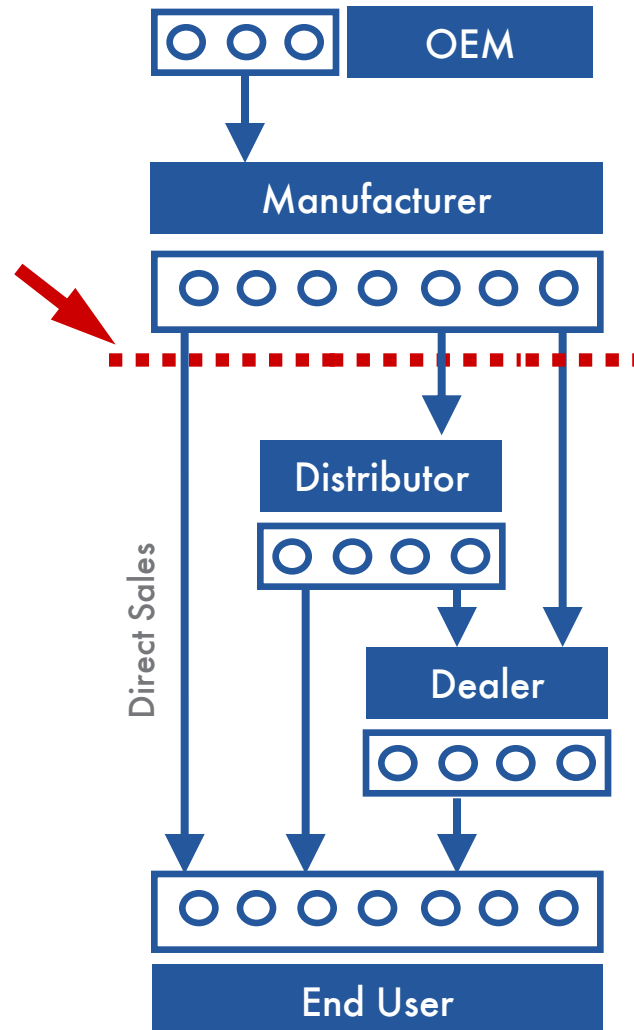 OEM
Manufacturer
Distributor
Direct Sales
Dealer
End User